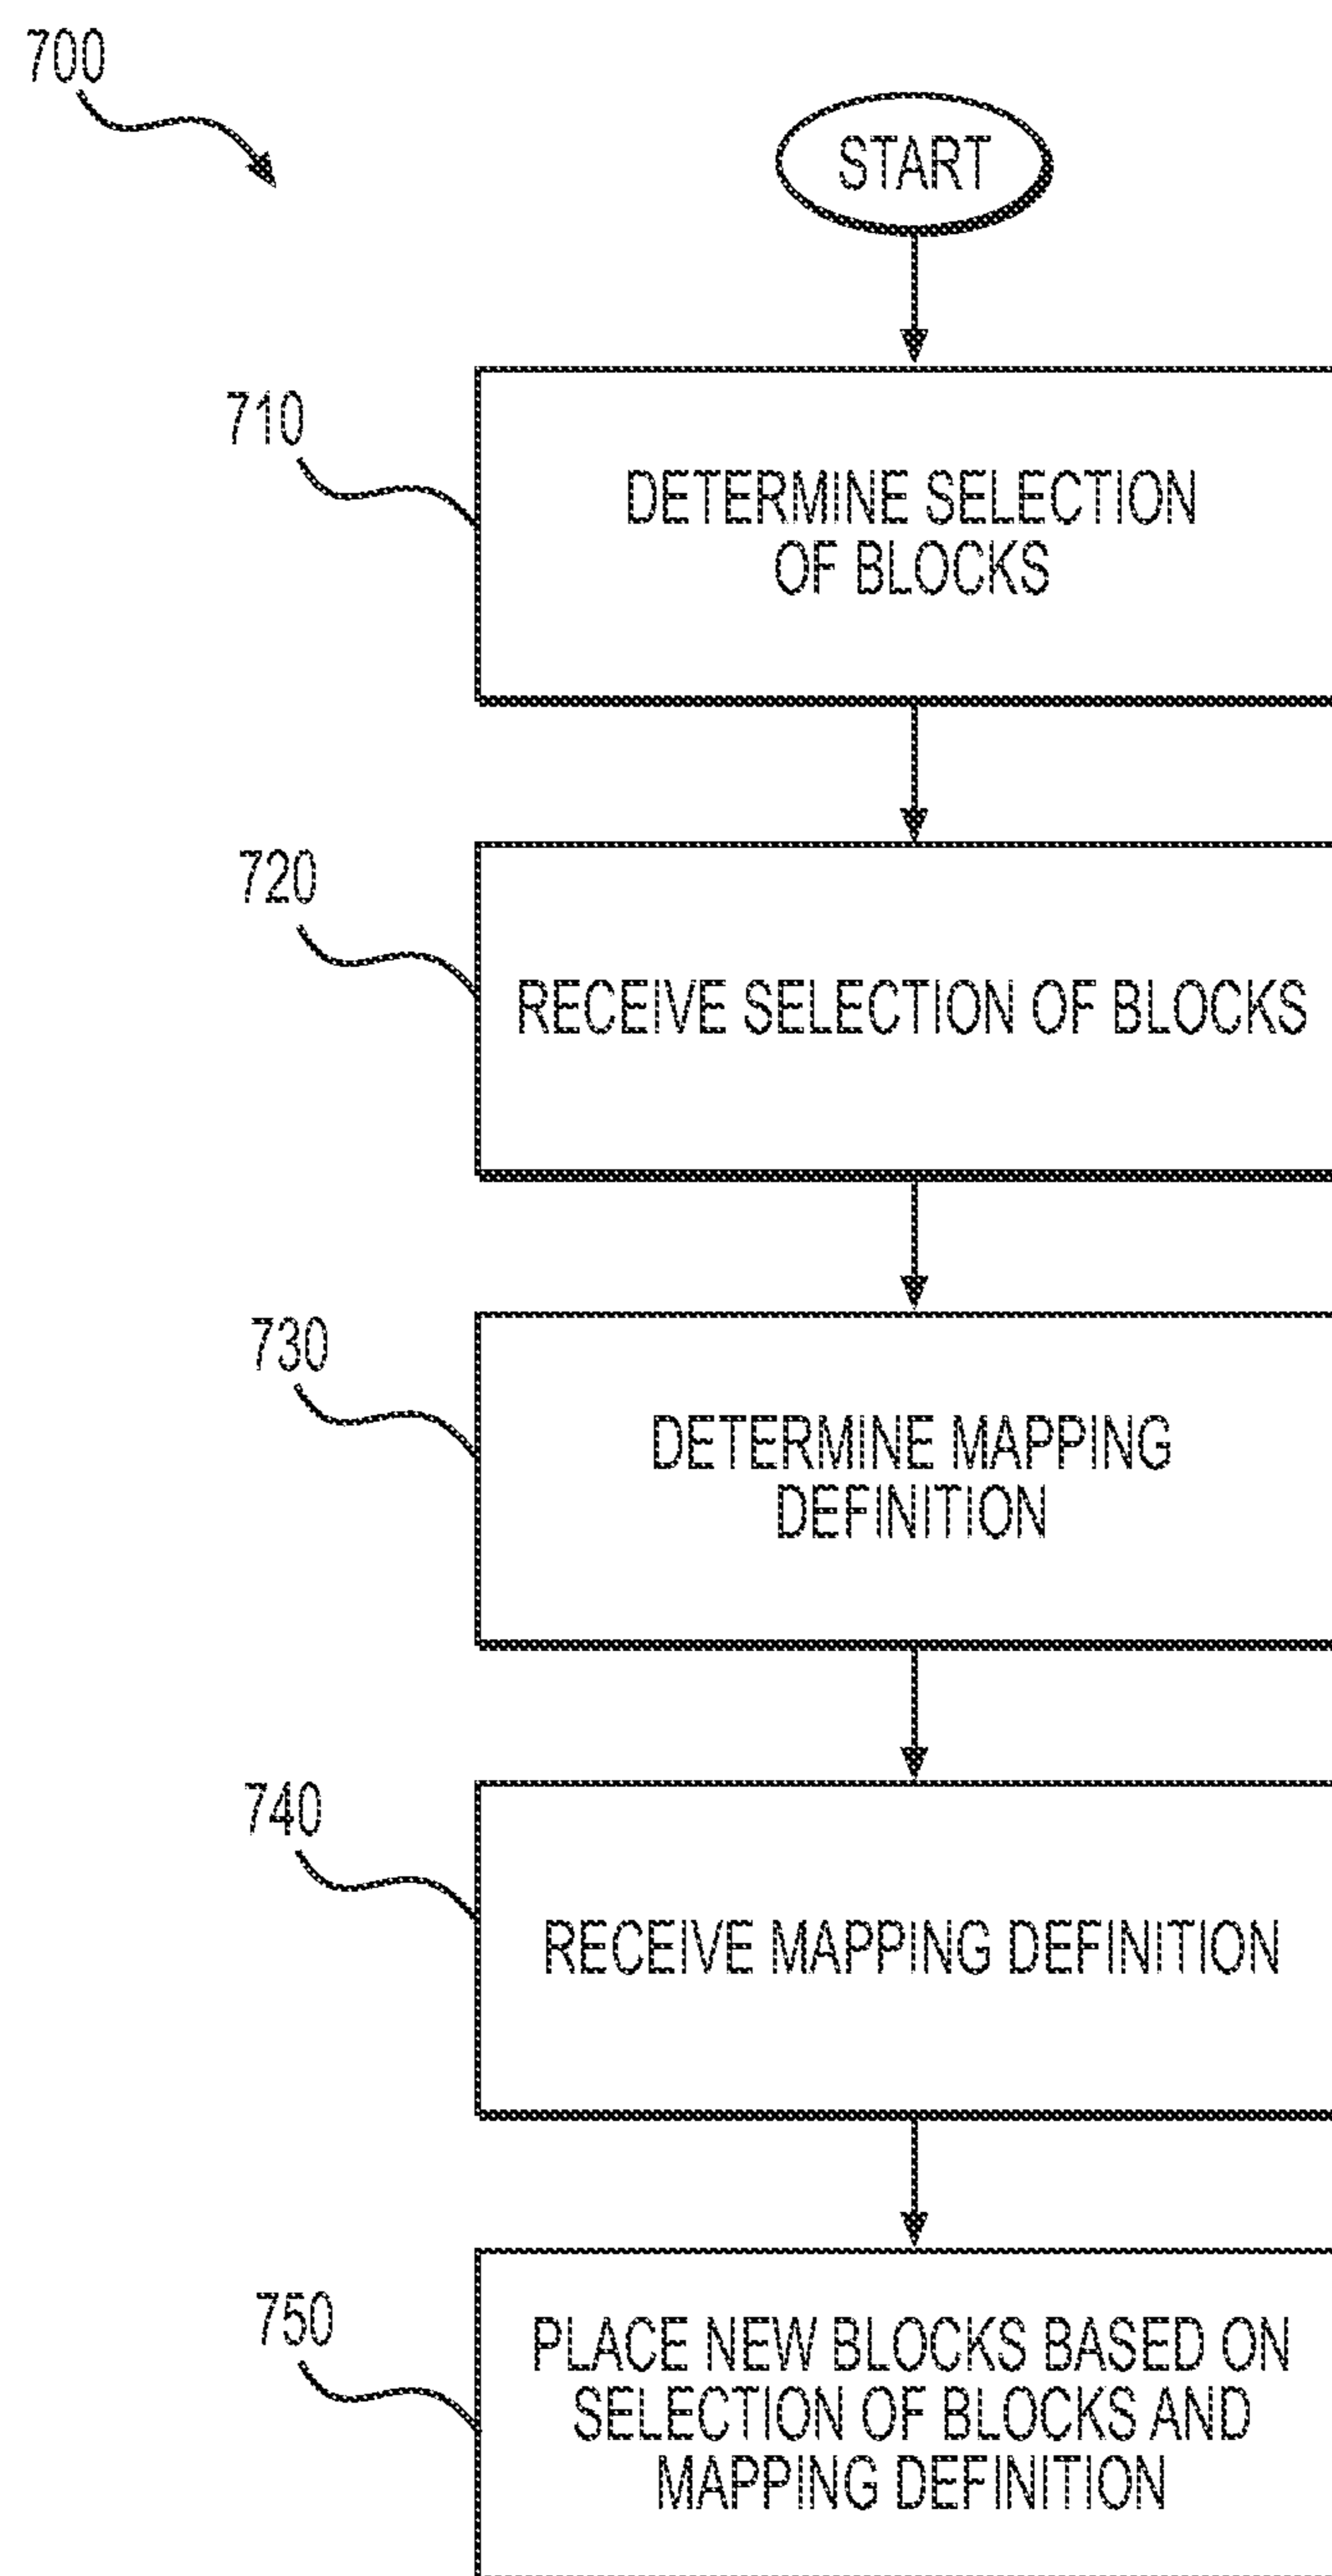 700
START
710
DETERMINE SELECTION
OF BLOCKS
720
RECEIVE SELECTION OF BLOCKS
730
DETERMINE MAPPING
DEFINITION
740
RECEIVE MAPPING DEFINITION
750
PLACE NEW BLOCKS BASED ON
SELECTION OF BLOCKS AND
MAPPING DEFINITION